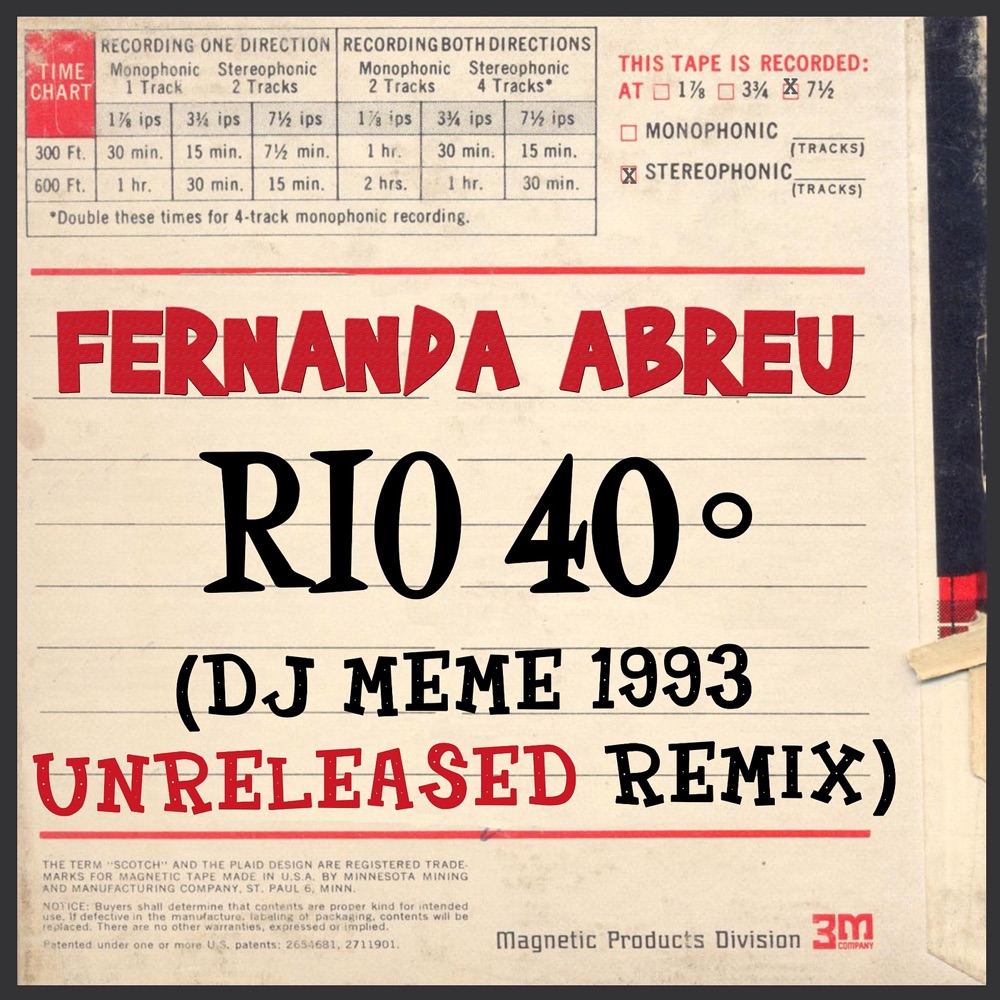 TIME CHART
RECORDING ONE DIRECTION
RECORDING BOTH DIRECTIONS
Monophonic 1 Track
Stereophonic 2 Tracks
Monophonic 2 Tracks
Stereophonic 4 Tracks*
1⅞ ips 3¾ ips 7½ ips 1⅞ ips 3¾ ips 7½ ips
300 Ft. 30 min. 15 min. 7½ min. 1 hr. 30 min. 15 min.
600 Ft. 1 hr. 30 min. 15 min. 2 hrs. 1 hr. 30 min.
*Double these times for 4-track monophonic recording.
THIS TAPE IS RECORDED:
AT ☐ 1⅞ ☐ 3¾ ☒ 7½
☐ MONOPHONIC
(TRACKS)
☒ STEREOPHONIC
(TRACKS)
FERNANDA ABREU
RIO 40°
(DJ MEME 1993
UNRELEASED REMIX)
THE TERM "SCOTCH" AND THE PLAID DESIGN ARE REGISTERED TRADE-
MARKS FOR MAGNETIC TAPE MADE IN U.S.A. BY MINNESOTA MINING
AND MANUFACTURING COMPANY, ST. PAUL 6, MINN.
NOTICE: Buyers shall determine that contents are proper kind for intended
use. If defective in the manufacture, labeling or packaging, contents will be
replaced. There are no other warranties, expressed or implied.
Patented under one or more U.S. patents: 2654681, 2711901.
Magnetic Products Division 3M
COMPANY